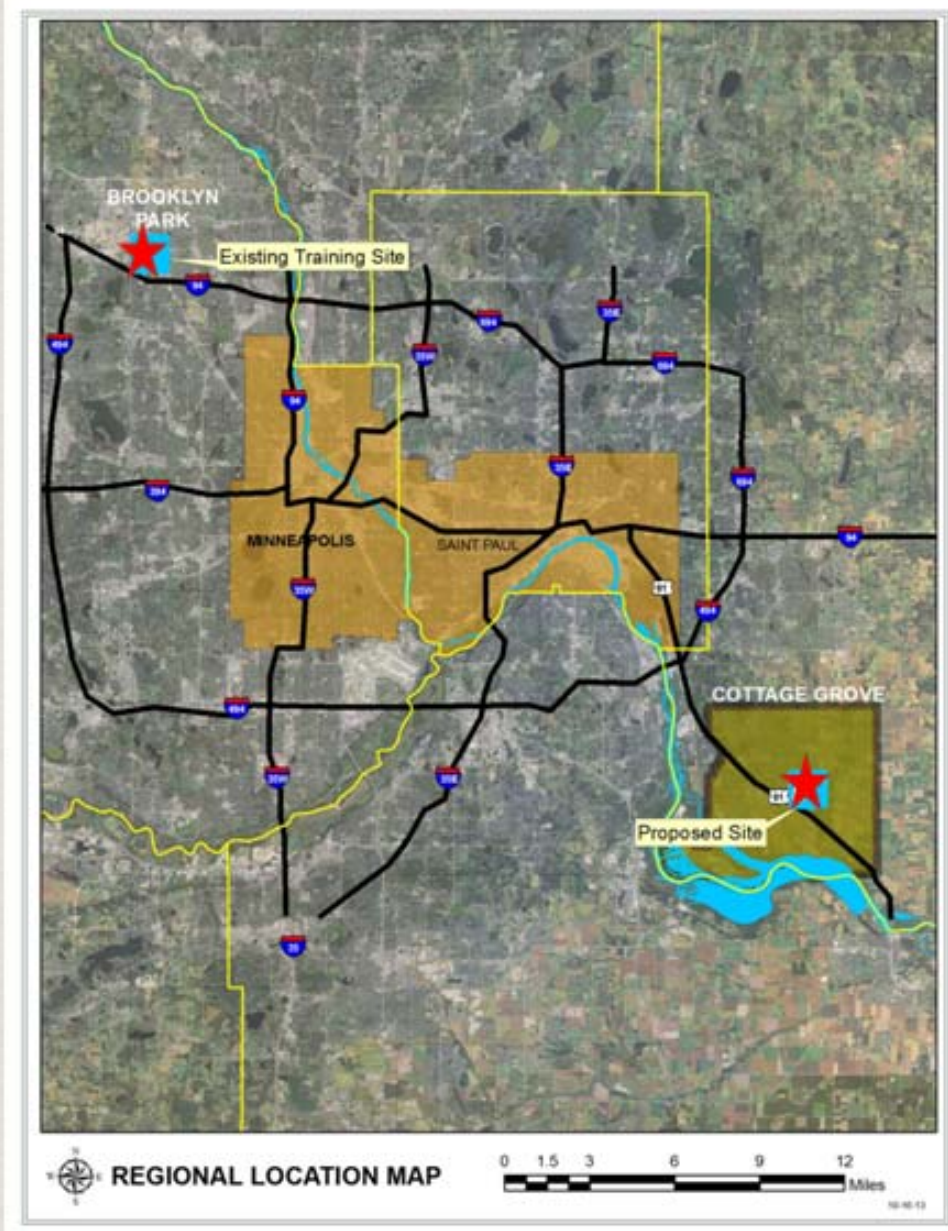 BROOKLYN
PARK
Existing Training Site
94
694
35E
494
35W
694
94
35E
394
694
MINNEAPOLIS
SAINT PAUL
94
35W
61
494
COTTAGE GROVE
494
35W
35E
61
Proposed Site
35
N
W
E
S
REGIONAL LOCATION MAP
0 1.5 3 6 9 12
Miles